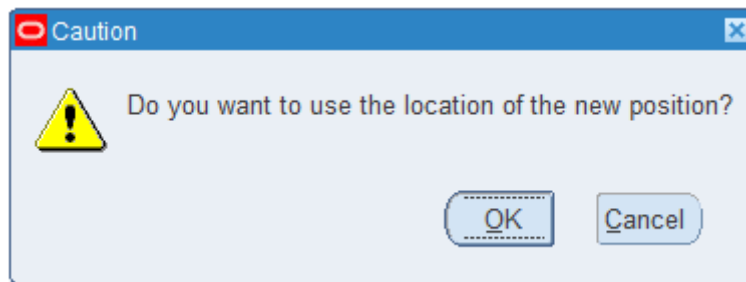 Caution
Do you want to use the location of the new position?
OK
Cancel